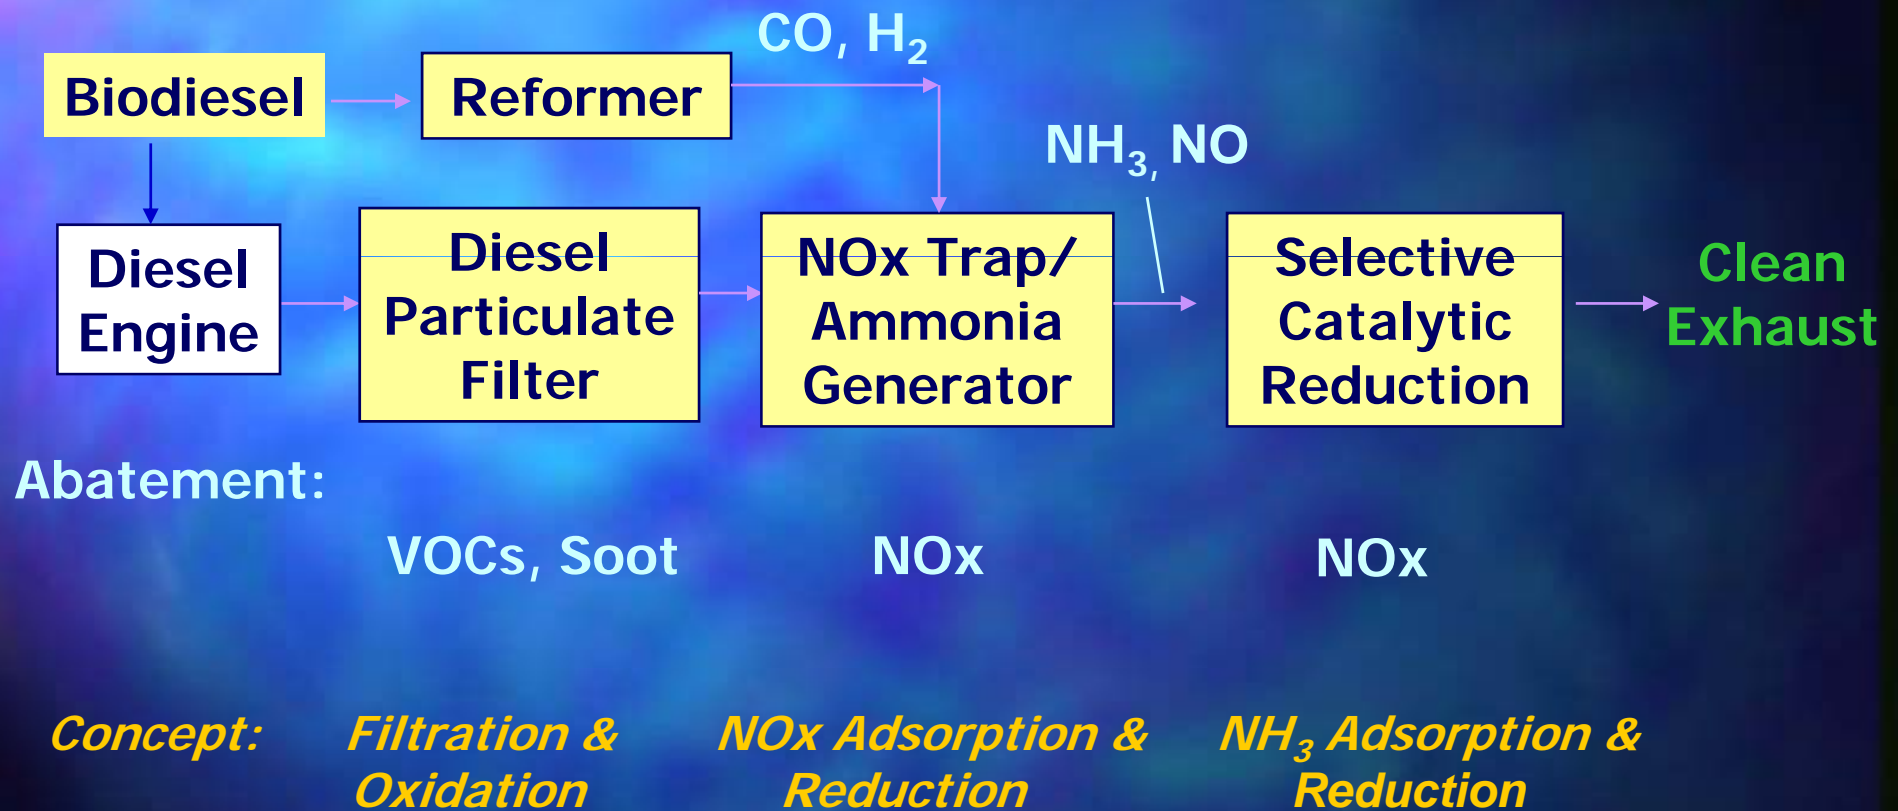 CO, H₂
Biodiesel
Reformer
NH₃, NO
Diesel
Engine
Diesel
Particulate
Filter
NOx Trap/
Ammonia
Generator
Selective
Catalytic
Reduction
Clean
Exhaust
Abatement:
VOCs, Soot
NOx
NOx
Concept:
Filtration &
Oxidation
NOx Adsorption &
Reduction
NH₃ Adsorption &
Reduction